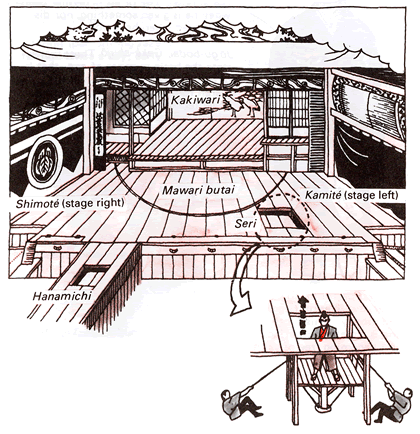 Kakiwari
Mawari butai
Shimoté (stage right)
Kamité (stage left)
Seri
Hanamichi